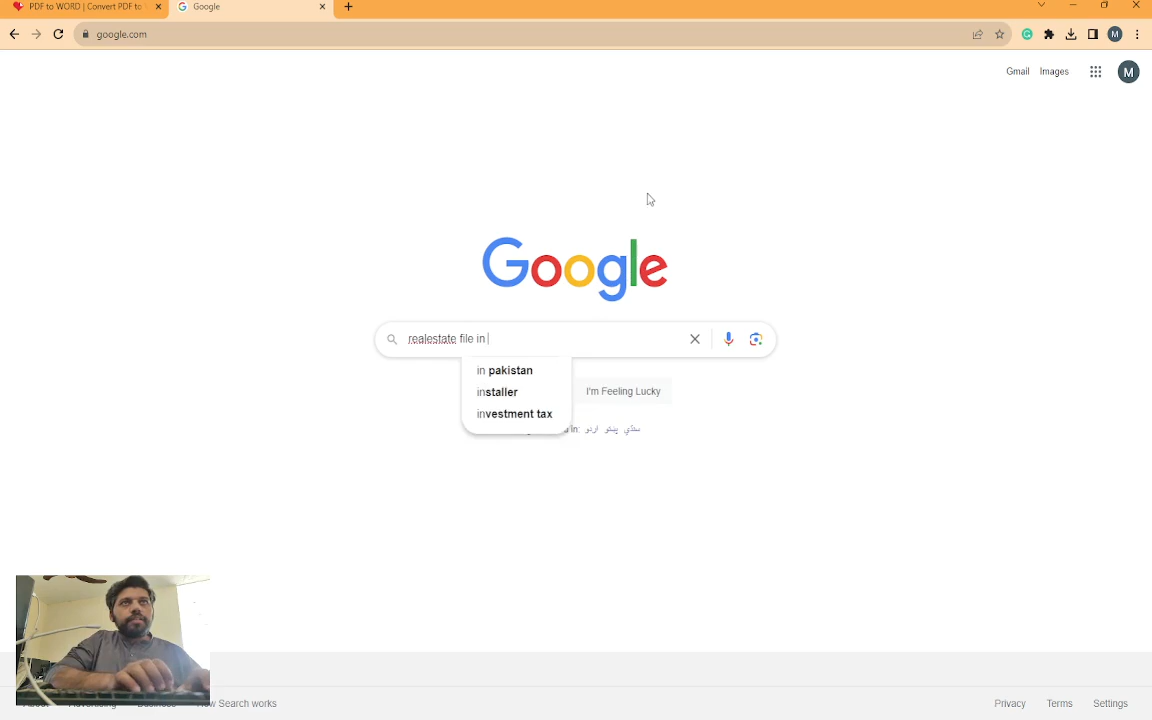 PDF to WORD | Convert PDF to
Google
google.com
Gmail
Images
M
M
Google
realestate file in
in pakistan
installer
investment tax
I'm Feeling Lucky
in:
اردو
پښتو
سنڌي
How Search works
Privacy
Terms
Settings